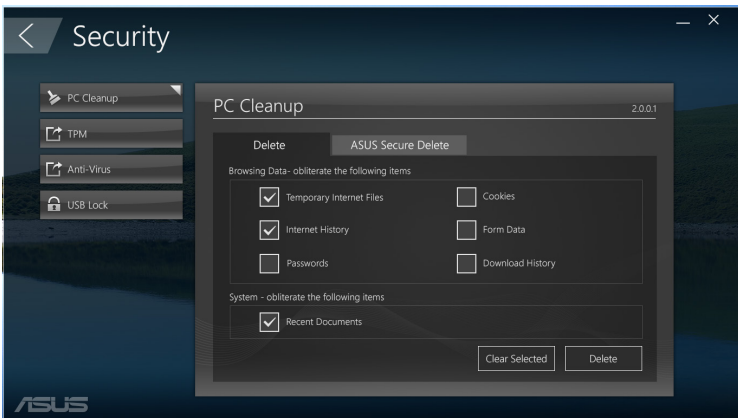 Security
PC Cleanup
TPM
Anti-Virus
USB Lock
PC Cleanup 2.0.0.1
Delete ASUS Secure Delete
Browsing Data- obliterate the following items
Temporary Internet Files Cookies
Internet History Form Data
Passwords Download History
System - obliterate the following items
Recent Documents
Clear Selected Delete
ASUS